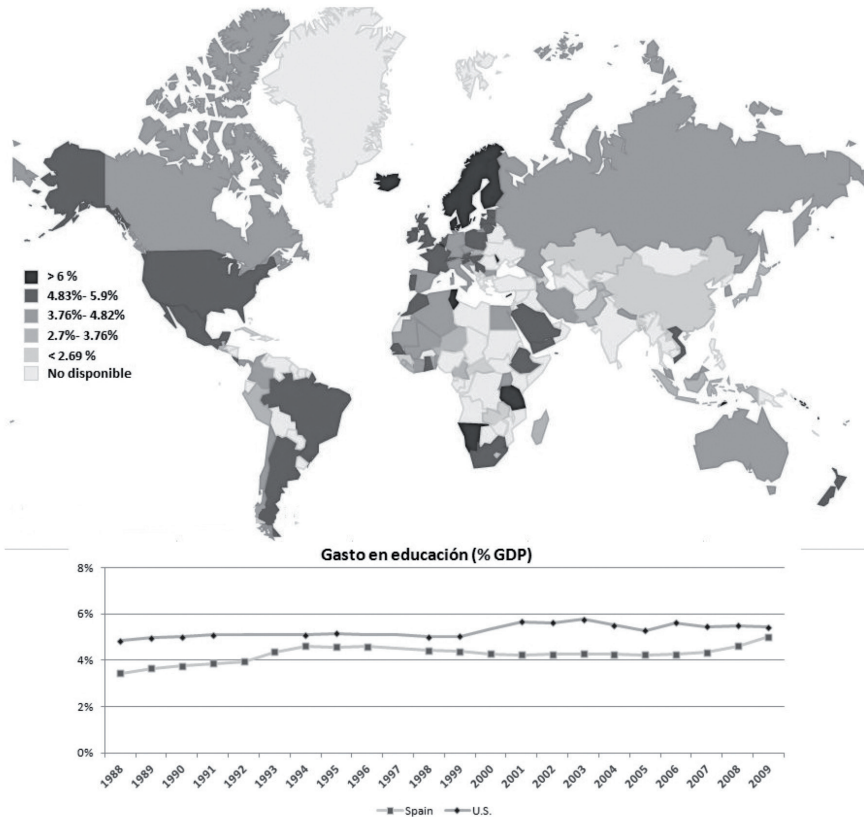 > 6 %
4.83%- 5.9%
3.76%- 4.82%
2.7%- 3.76%
< 2.69 %
No disponible
Gasto en educación (% GDP)
8%
6%
4%
2%
0%
1988 1989 1990 1991 1992 1993 1994 1995 1996 1997 1998 1999 2000 2001 2002 2003 2004 2005 2006 2007 2008 2009
Spain U.S.